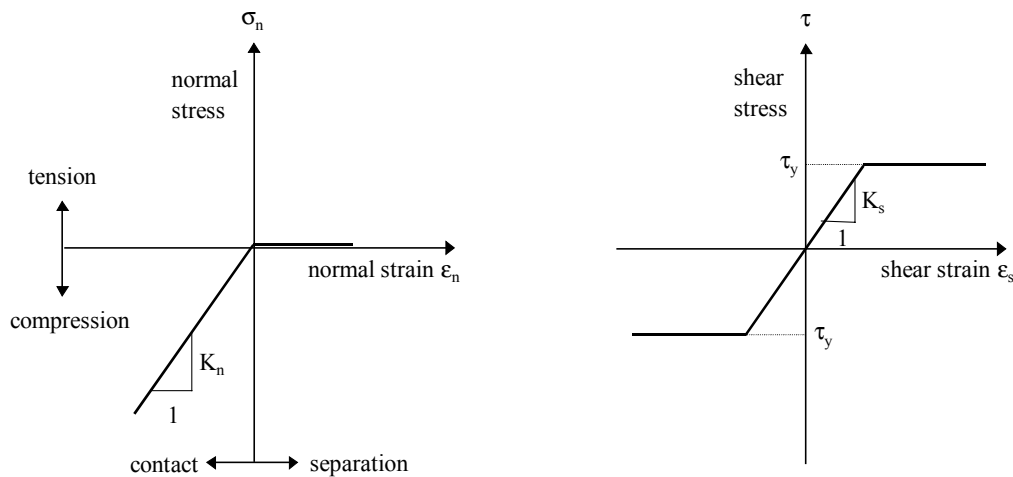 σn
normal
stress
tension
normal strain εn
compression
Kn
1
contact
separation
τ
shear
stress
τy
Ks
1
shear strain εs
τy